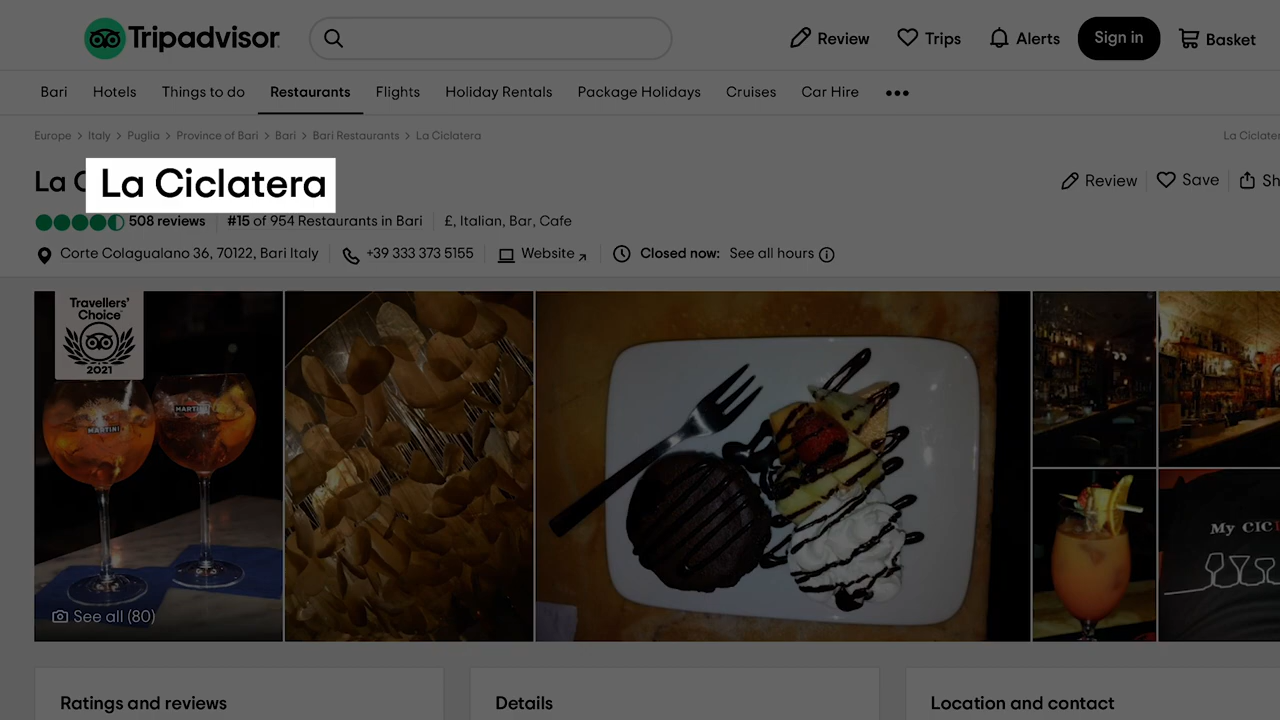 Tripadvisor
Review
Trips
Alerts
Sign in
Basket
Bari
Hotels
Things to do
Restaurants
Flights
Holiday Rentals
Package Holidays
Cruises
Car Hire
Europe > Italy > Puglia > Province of Bari > Bari > Bari Restaurants > La Ciclatera
La C
La Ciclatera
Review
Save
508 reviews
#15 of 954 Restaurants in Bari
£, Italian, Bar, Cafe
Corte Colagualano 36, 70122, Bari Italy
+39 333 373 5155
Website
Closed now: See all hours
Travellers'
Choice
2021
MARTINI
MARTINI
See all (80)
Ratings and reviews
Details
Location and contact